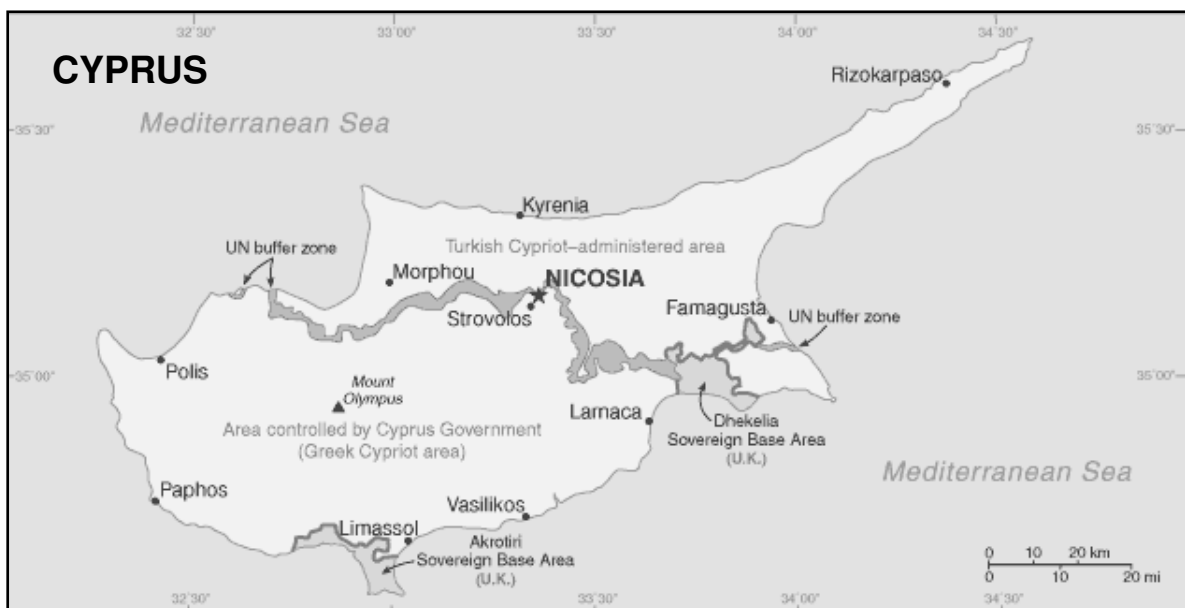 32˚30" 33˚00" 33˚30" 34˚00" 34˚30"
CYPRUS
Rizokarpaso
Mediterranean Sea
35˚30" 35˚30"
Kyrenia
Turkish Cypriot–administered area
UN buffer zone
Morphou
NICOSIA
Strovolos
Famagusta
UN buffer zone
Polis
35˚00" 35˚00"
Mount
Olympus
Larnaca
Dhekelia
Sovereign Base Area
(U.K.)
Area controlled by Cyprus Government
(Greek Cypriot area)
Mediterranean Sea
Paphos
Vasilikos
Limassol
Akrotiri
Sovereign Base Area
(U.K.)
0 10 20 km
0 10 20 mi
32˚30" 33˚00" 33˚30" 34˚00" 34˚30"